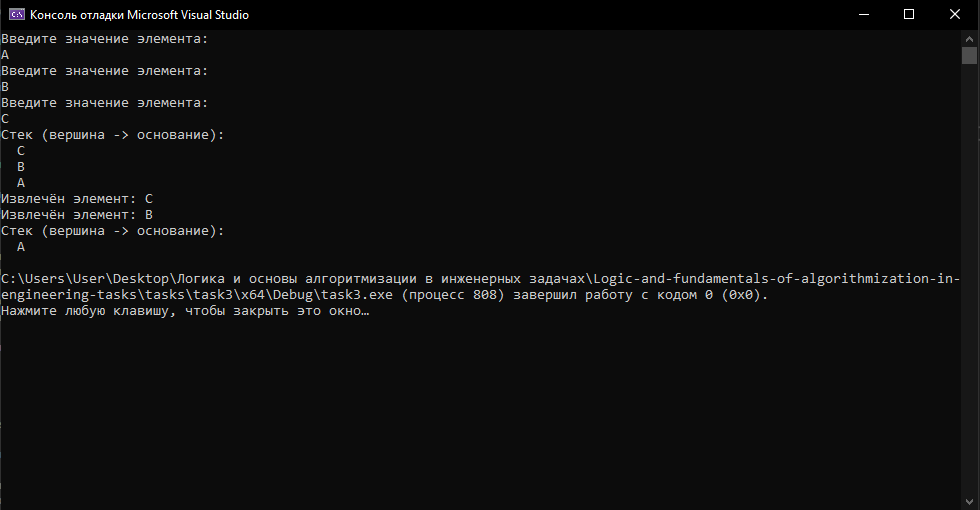 Консоль отладки Microsoft Visual Studio
Введите значение элемента:
A
Введите значение элемента:
B
Введите значение элемента:
C
Стек (вершина -> основание):
C
B
A
Извлечён элемент: C
Извлечён элемент: B
Стек (вершина -> основание):
A
C:\Users\User\Desktop\Логика и основы алгоритмизации в инженерных задачах\Logic-and-fundamentals-of-algorithmization-in-
engineering-tasks\tasks\task3\x64\Debug\task3.exe (процесс 808) завершил работу с кодом 0 (0x0).
Нажмите любую клавишу, чтобы закрыть это окно…